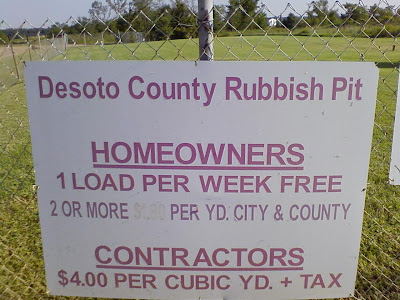 Desoto County Rubbish Pit
HOMEOWNERS
1 LOAD PER WEEK FREE
2 OR MORE PER YD. CITY & COUNTY
CONTRACTORS
$4.00 PER CUBIC YD. + TAX